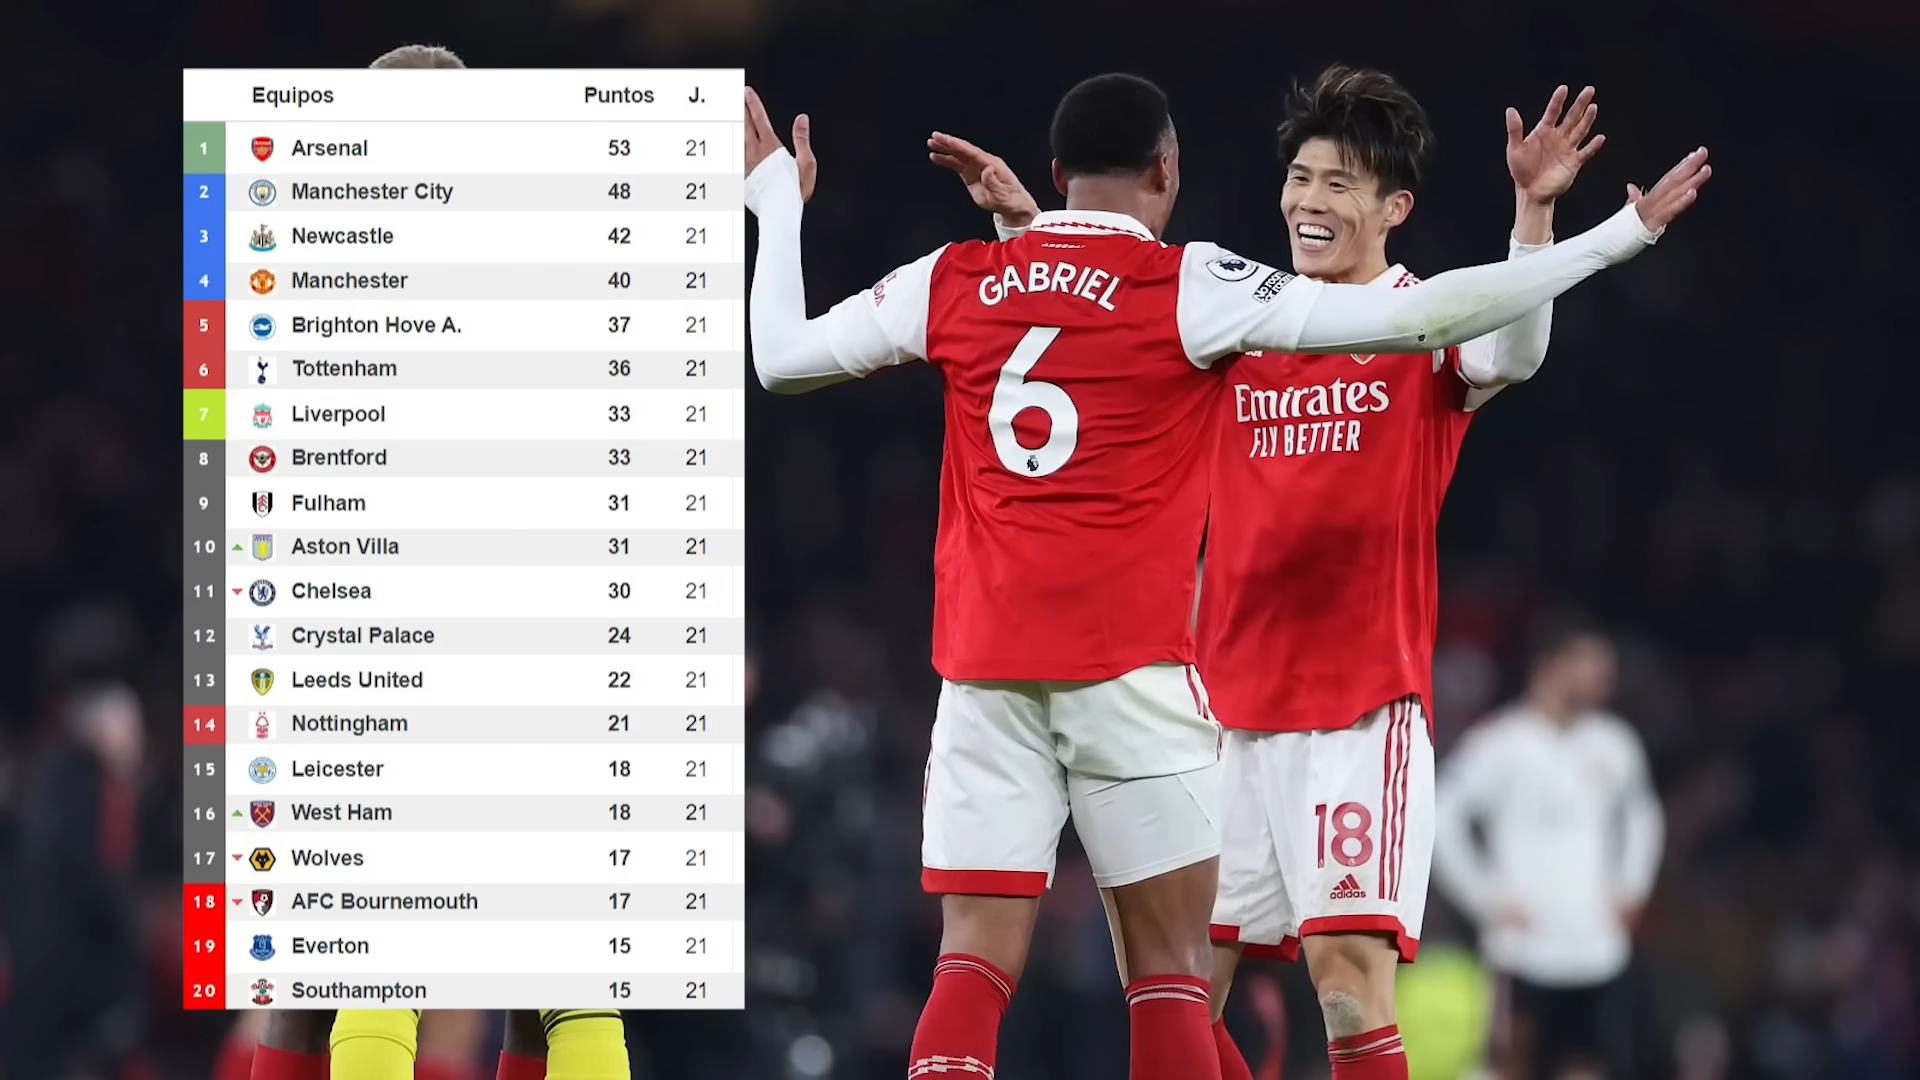 Equipos Puntos J.
1 Arsenal 53 21
2 Manchester City 48 21
3 Newcastle 42 21
4 Manchester 40 21
5 Brighton Hove A. 37 21
6 Tottenham 36 21
7 Liverpool 33 21
8 Brentford 33 21
9 Fulham 31 21
10 Aston Villa 31 21
11 Chelsea 30 21
12 Crystal Palace 24 21
13 Leeds United 22 21
14 Nottingham 21 21
15 Leicester 18 21
16 West Ham 18 21
17 Wolves 17 21
18 AFC Bournemouth 17 21
19 Everton 15 21
20 Southampton 15 21
GABRIEL
6
Emirates
FLY BETTER
18
adidas